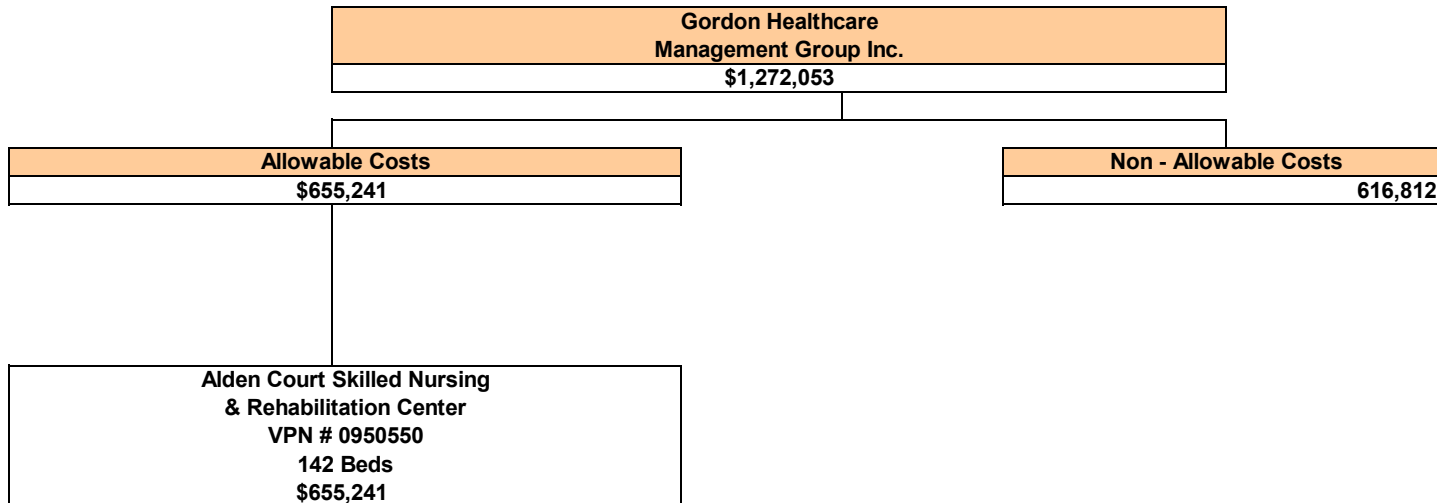 Gordon Healthcare
Management Group Inc.
$1,272,053
Allowable Costs
$655,241
Non - Allowable Costs
616,812
Alden Court Skilled Nursing
& Rehabilitation Center
VPN # 0950550
142 Beds
$655,241